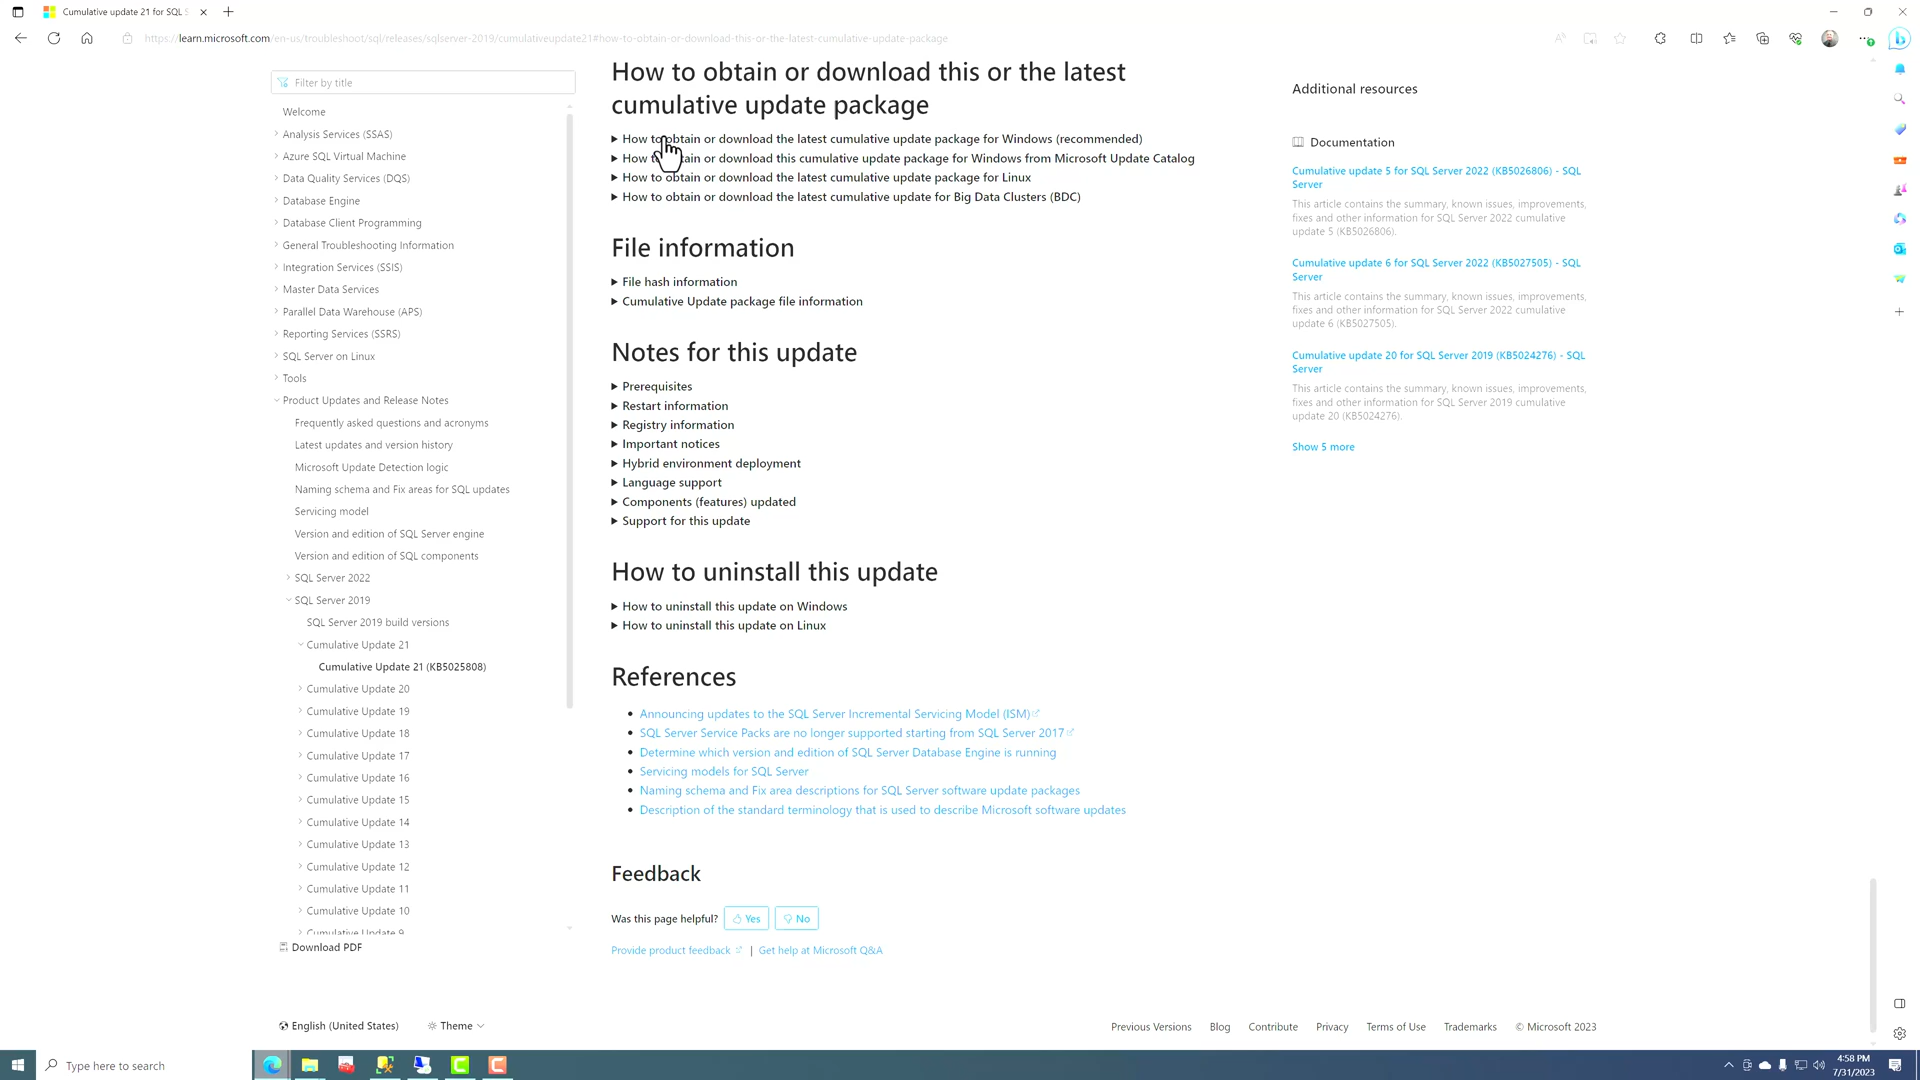 Cumulative update 21 for SQL S
https://learn.microsoft.com/en-us/troubleshoot/sql/releases/sqlserver-2019/cumulativeupdate21#how-to-obtain-or-download-this-or-the-latest-cumulative-update-package
Filter by title
Welcome
Analysis Services (SSAS)
Azure SQL Virtual Machine
Data Quality Services (DQS)
Database Engine
Database Client Programming
General Troubleshooting Information
Integration Services (SSIS)
Master Data Services
Parallel Data Warehouse (APS)
Reporting Services (SSRS)
SQL Server on Linux
Tools
Product Updates and Release Notes
Frequently asked questions and acronyms
Latest updates and version history
Microsoft Update Detection logic
Naming schema and Fix areas for SQL updates
Servicing model
Version and edition of SQL Server engine
Version and edition of SQL components
SQL Server 2022
SQL Server 2019
SQL Server 2019 build versions
Cumulative Update 21
Cumulative Update 21 (KB5025808)
Cumulative Update 20
Cumulative Update 19
Cumulative Update 18
Cumulative Update 17
Cumulative Update 16
Cumulative Update 15
Cumulative Update 14
Cumulative Update 13
Cumulative Update 12
Cumulative Update 11
Cumulative Update 10
Cumulative Update 9
Download PDF
How to obtain or download this or the latest
cumulative update package
How to obtain or download the latest cumulative update package for Windows (recommended)
How to obtain or download this cumulative update package for Windows from Microsoft Update Catalog
How to obtain or download the latest cumulative update package for Linux
How to obtain or download the latest cumulative update for Big Data Clusters (BDC)
File information
File hash information
Cumulative Update package file information
Notes for this update
Prerequisites
Restart information
Registry information
Important notices
Hybrid environment deployment
Language support
Components (features) updated
Support for this update
How to uninstall this update
How to uninstall this update on Windows
How to uninstall this update on Linux
References
Announcing updates to the SQL Server Incremental Servicing Model (ISM)
SQL Server Service Packs are no longer supported starting from SQL Server 2017
Determine which version and edition of SQL Server Database Engine is running
Servicing models for SQL Server
Naming schema and Fix area descriptions for SQL Server software update packages
Description of the standard terminology that is used to describe Microsoft software updates
Feedback
Was this page helpful? Yes No
Provide product feedback | Get help at Microsoft Q&A
Additional resources
Documentation
Cumulative update 5 for SQL Server 2022 (KB5026806) - SQL
Server
This article contains the summary, known issues, improvements,
fixes and other information for SQL Server 2022 cumulative
update 5 (KB5026806).
Cumulative update 6 for SQL Server 2022 (KB5027505) - SQL
Server
This article contains the summary, known issues, improvements,
fixes and other information for SQL Server 2022 cumulative
update 6 (KB5027505).
Cumulative update 20 for SQL Server 2019 (KB5024276) - SQL
Server
This article contains the summary, known issues, improvements,
fixes and other information for SQL Server 2019 cumulative
update 20 (KB5024276).
Show 5 more
English (United States) Theme
Previous Versions Blog Contribute Privacy Terms of Use Trademarks © Microsoft 2023
Type here to search
4:58 PM
7/31/2023